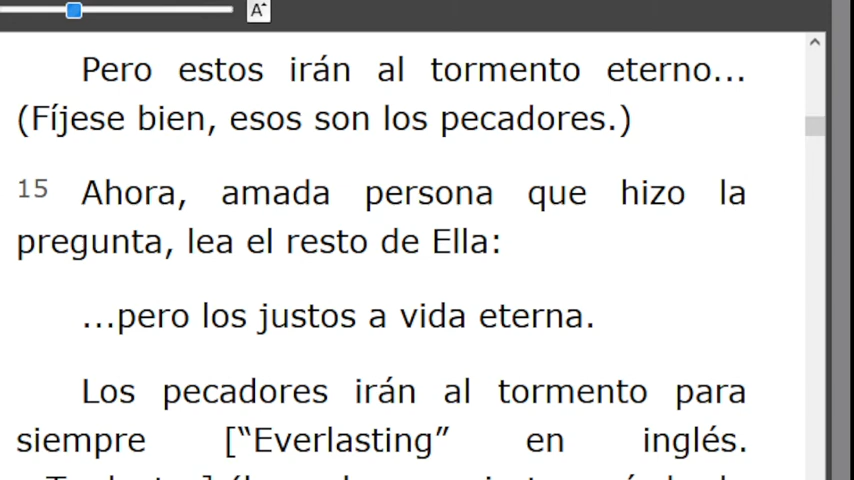 A
Pero estos irán al tormento eterno...
(Fíjese bien, esos son los pecadores.)
15 Ahora, amada persona que hizo la
pregunta, lea el resto de Ella:
...pero los justos a vida eterna.
Los pecadores irán al tormento para
siempre [“Everlasting” en inglés.